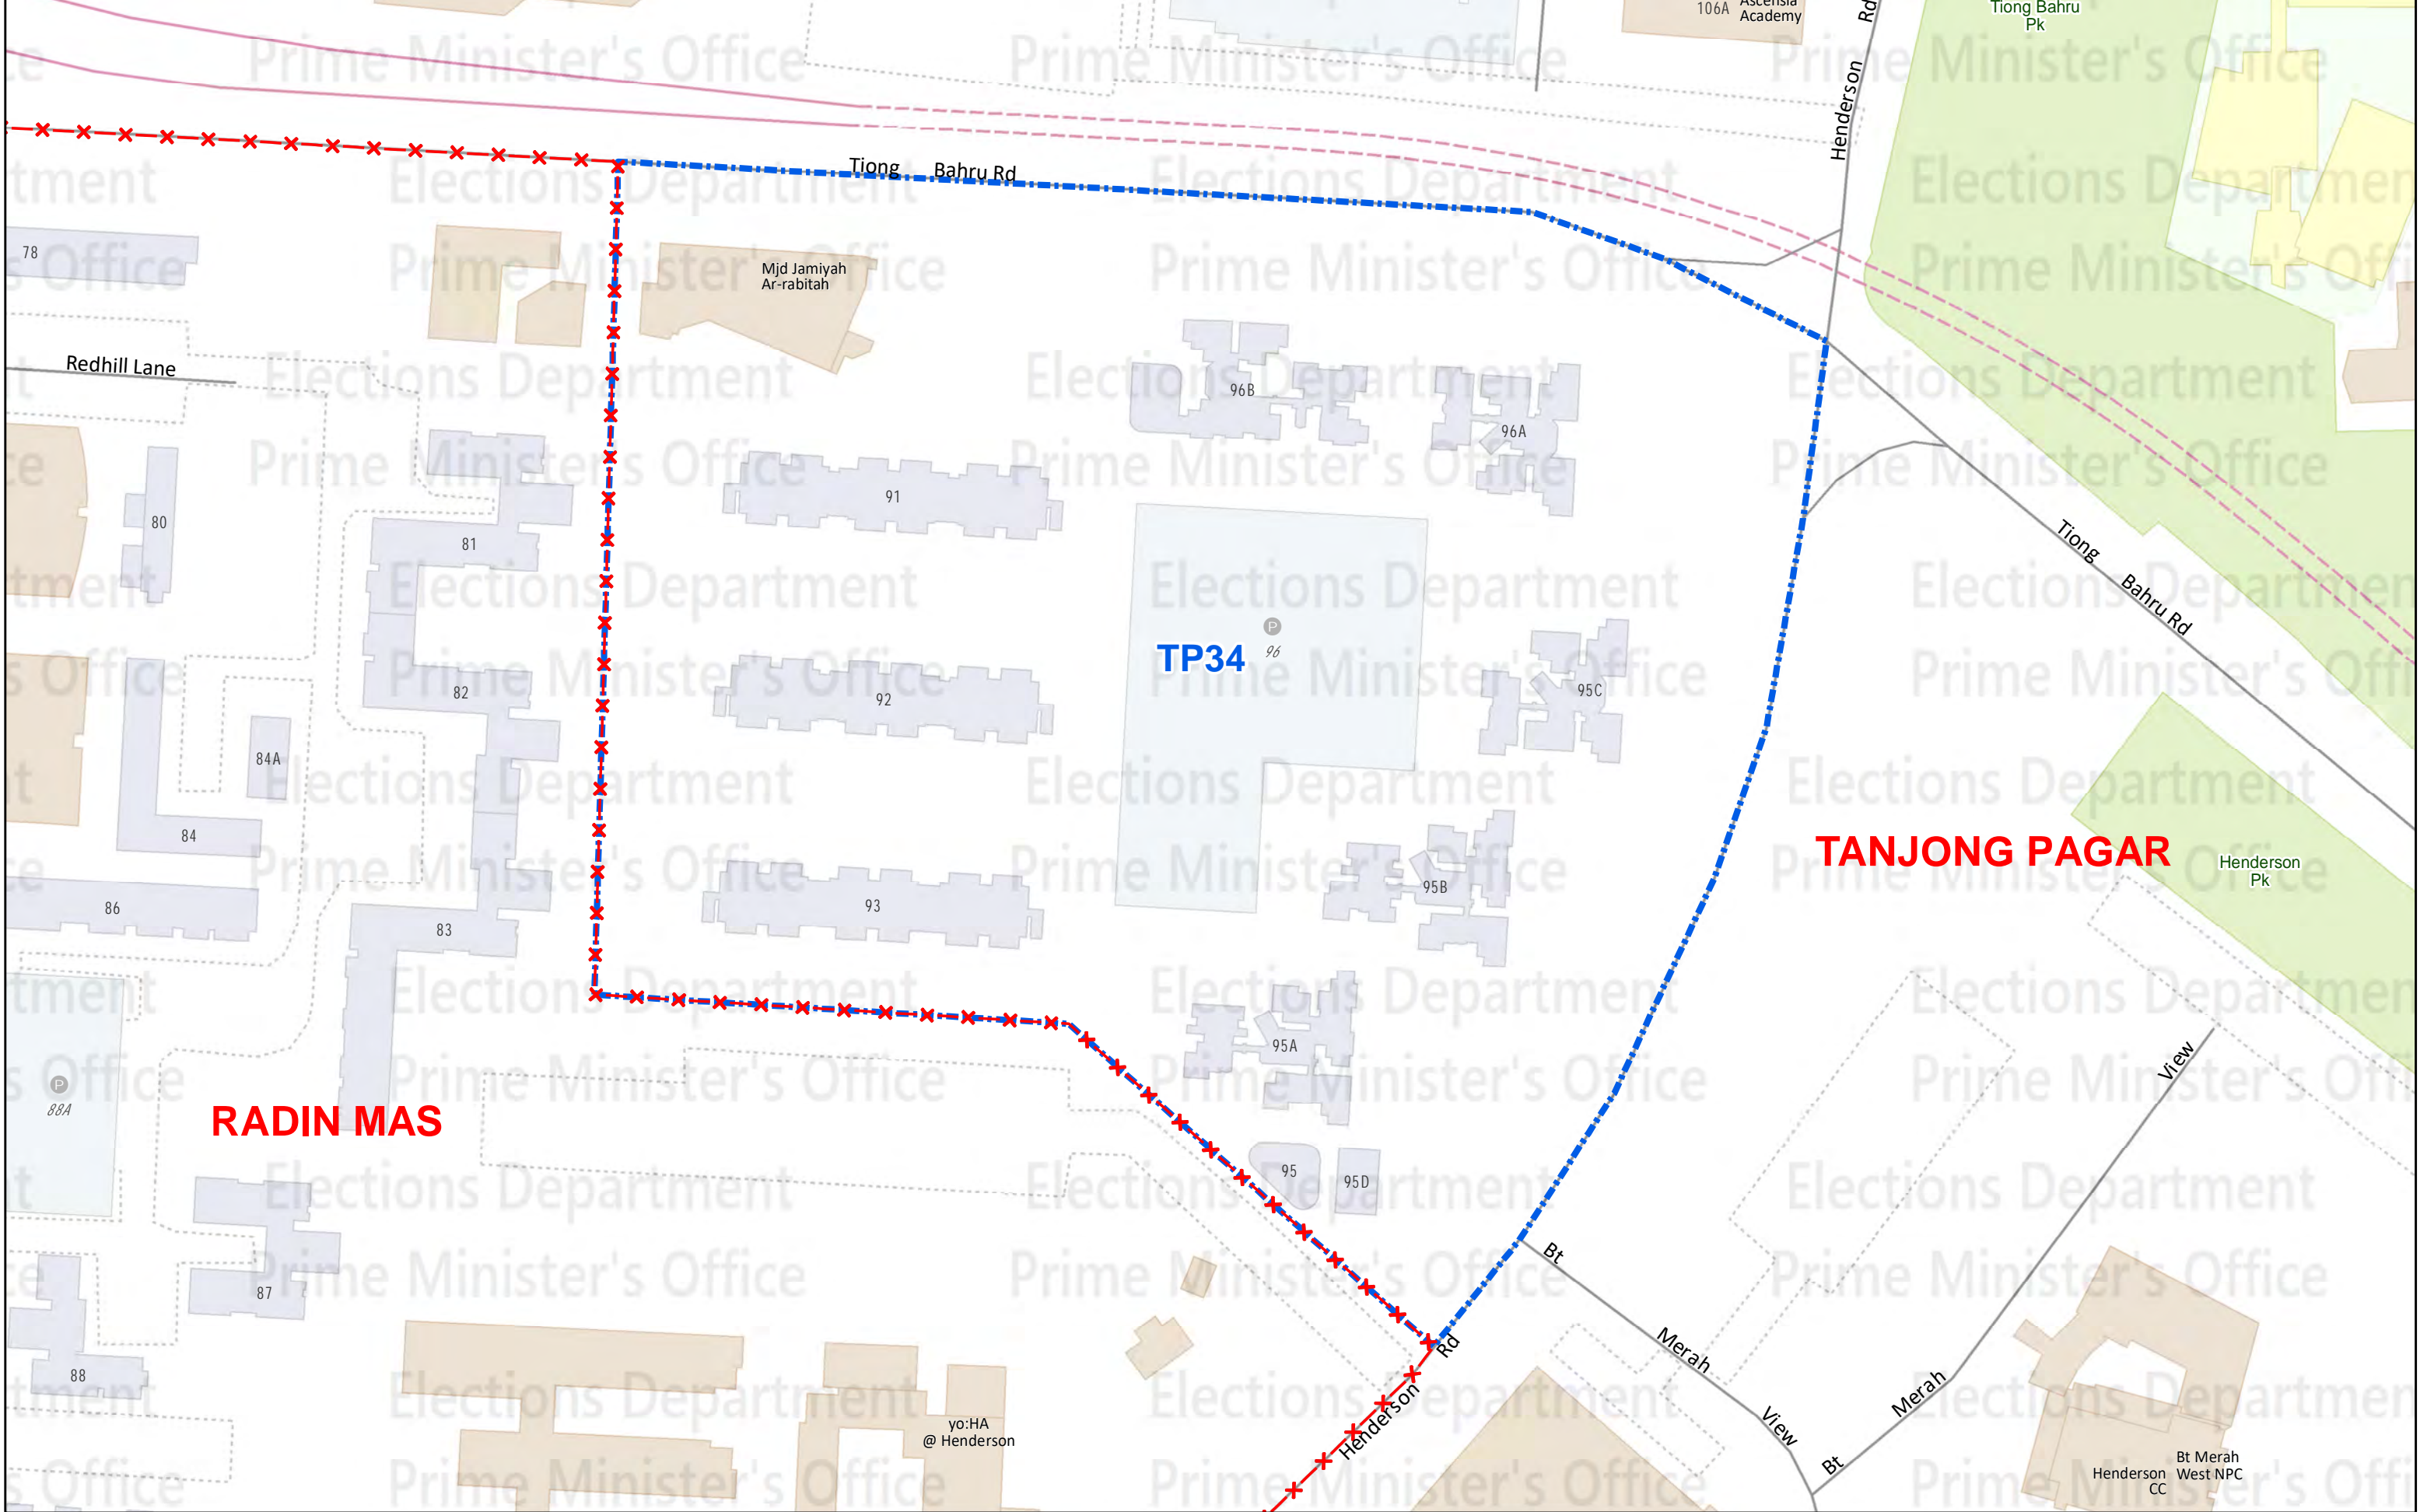 106A
Ascensia
Academy
Rd
Tiong Bahru
Pk
Henderson
Tiong Bahru Rd
78
Mjd Jamiyah
Ar-rabitah
Redhill Lane
96B
96A
91
80
81
Tiong Bahru Rd
P
96
TP34
92
95C
82
84A
84
TANJONG PAGAR
Henderson
Pk
95B
93
86
83
95A
View
P
88A
RADIN MAS
95
95D
87
Bt Merah View
Henderson Rd
88
Bt Merah
yo:HA
@ Henderson
Bt Merah
West NPC
Henderson
CC
Prime Minister's Office
Elections Department